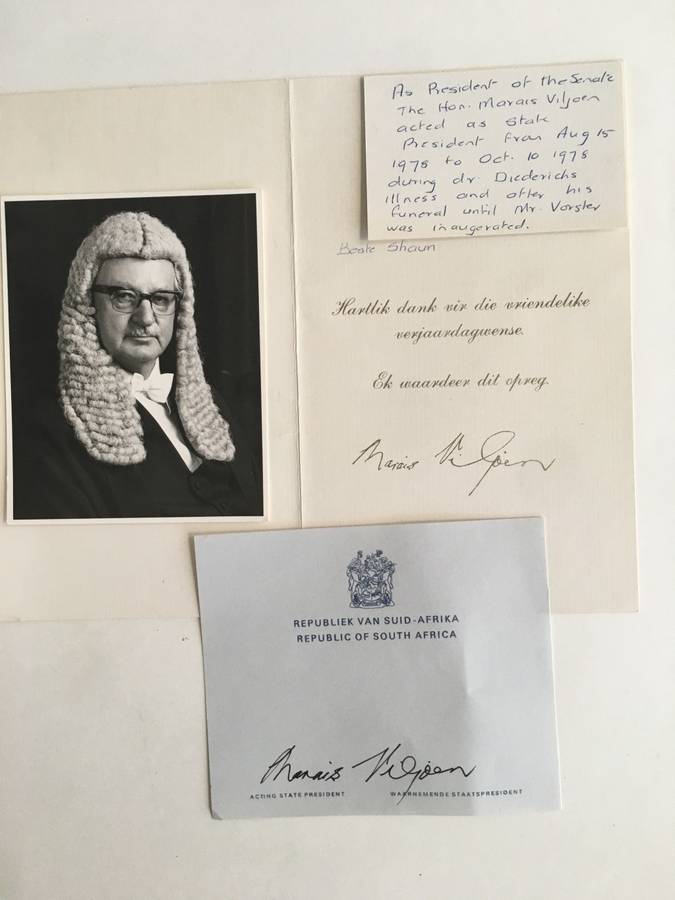 As President of the Senate
The Hon. Marais Viljoen
acted as State
President from Aug 15
1978 to Oct. 10 1978
during dr. Diederichs
illness and after his
funeral until Mr. Vorster
was inaugerated.
Beste Shaun
Hartlik dank vir die vriendelike
verjaardagwense.
Ek waardeer dit opreg.
Marais Viljoen
REPUBLIEK VAN SUID-AFRIKA
REPUBLIC OF SOUTH AFRICA
Marais Viljoen
ACTING STATE PRESIDENT WAARNEMENDE STAATSPRESIDENT